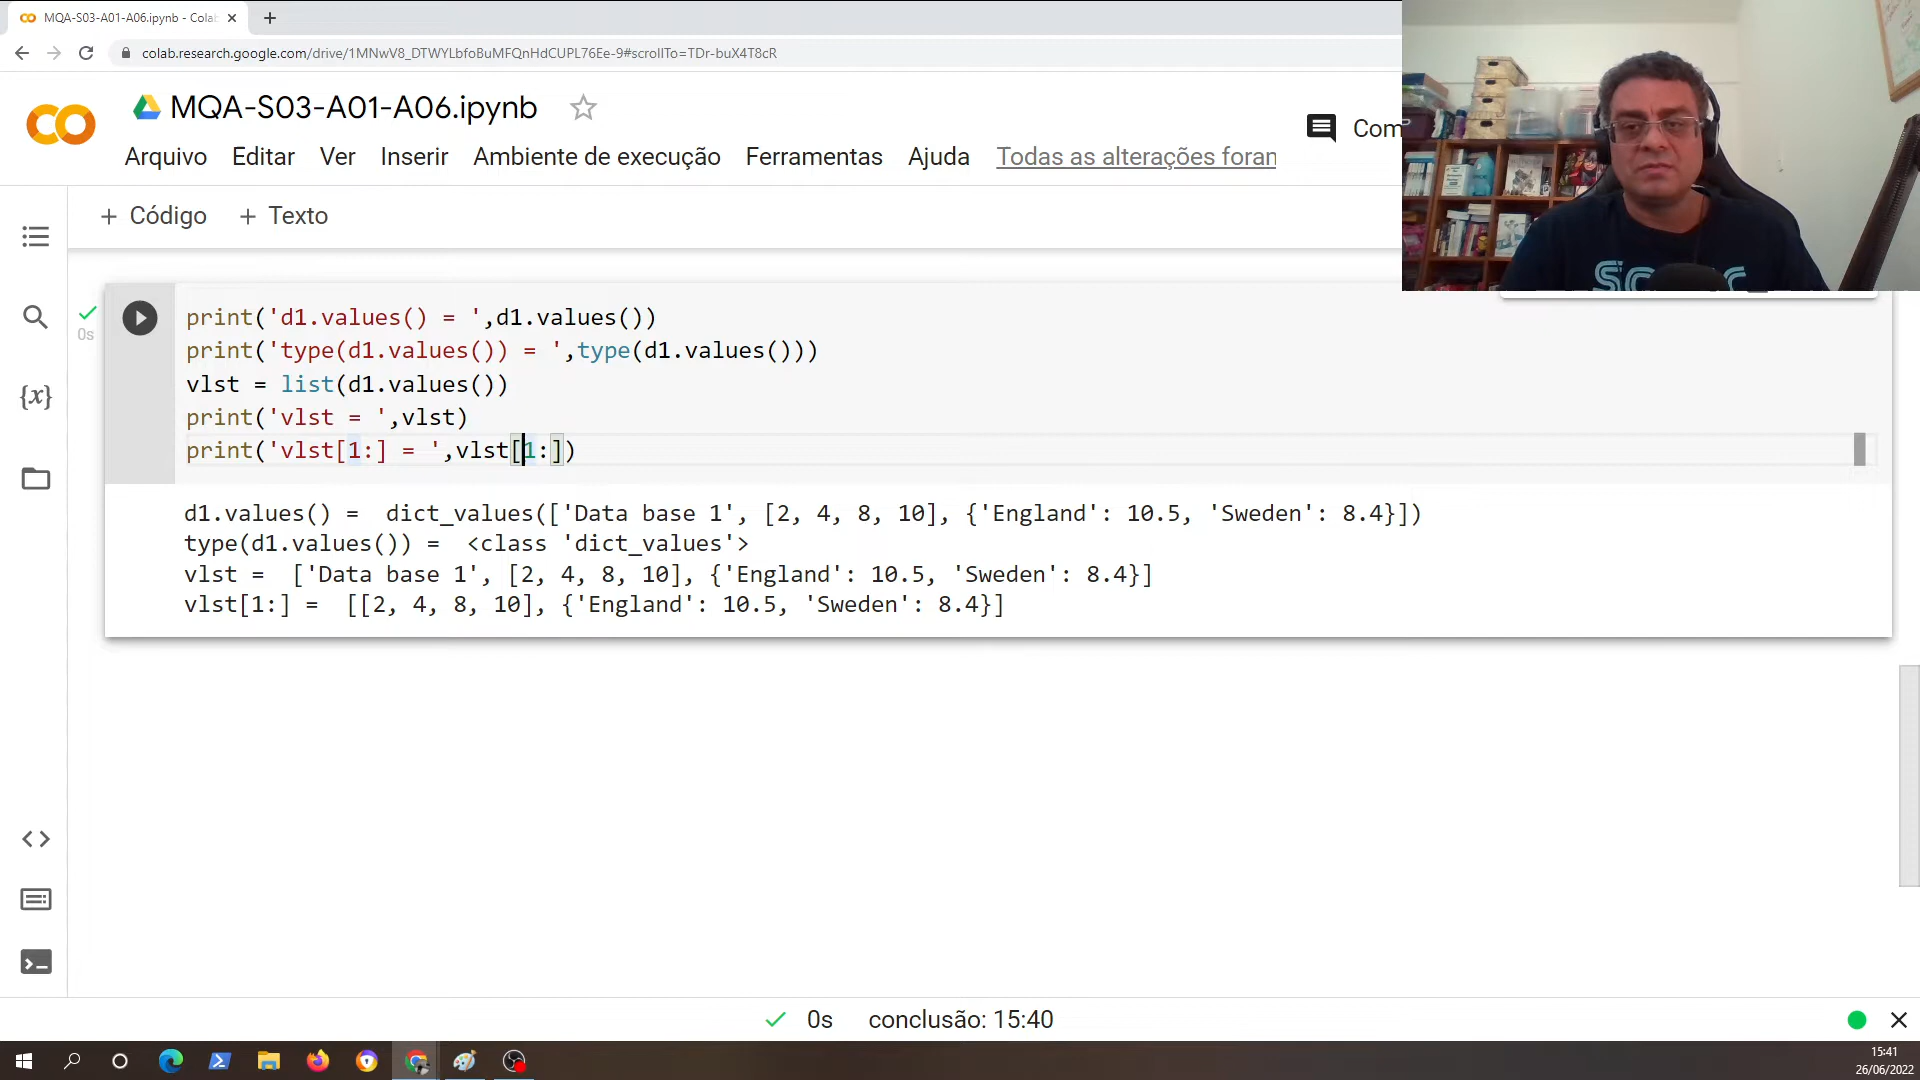 MQA-S03-A01-A06.ipynb - Cola
colab.research.google.com/drive/1MNwV8_DTWYLbfoBuMFQnHdCUPL76Ee-9#scrollTo=TDr-buX4T8cR
MQA-S03-A01-A06.ipynb
Com
Arquivo Editar Ver Inserir Ambiente de execução Ferramentas Ajuda Todas as alterações foram
+ Código + Texto
0s
print('d1.values() = ',d1.values())
print('type(d1.values()) = ',type(d1.values()))
vlst = list(d1.values())
print('vlst = ',vlst)
print('vlst[1:] = ',vlst[1:])
d1.values() =  dict_values(['Data base 1', [2, 4, 8, 10], {'England': 10.5, 'Sweden': 8.4}])
type(d1.values()) =  <class 'dict_values'>
vlst =  ['Data base 1', [2, 4, 8, 10], {'England': 10.5, 'Sweden': 8.4}]
vlst[1:] =  [[2, 4, 8, 10], {'England': 10.5, 'Sweden': 8.4}]
{x}
0s conclusão: 15:40
15:41
26/06/2022